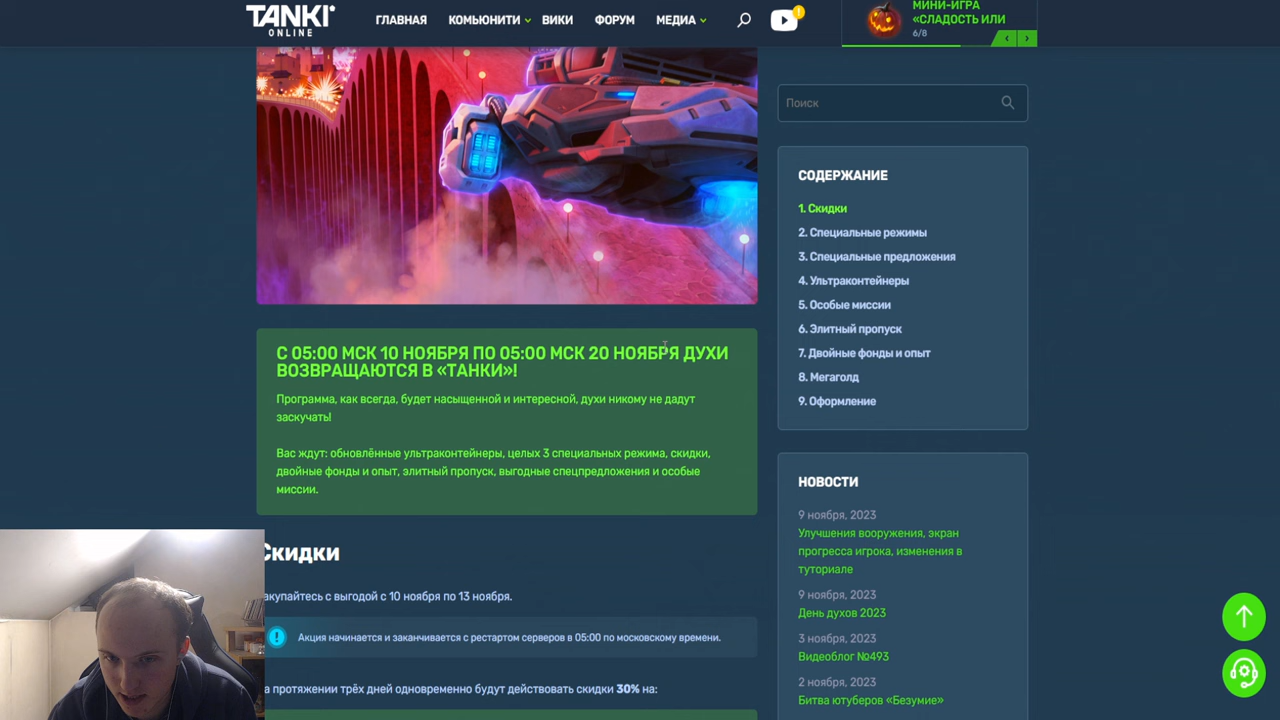 TANKI
ONLINE
ГЛАВНАЯ
КОМЬЮНИТИ
ВИКИ
ФОРУМ
МЕДИА
1
МИНИ-ИГРА
«СЛАДОСТЬ ИЛИ
6/8
Поиск
СОДЕРЖАНИЕ
1. Скидки
2. Специальные режимы
3. Специальные предложения
4. Ультраконтейнеры
5. Особые миссии
6. Элитный пропуск
7. Двойные фонды и опыт
8. Мегаголд
9. Оформление
С 05:00 МСК 10 НОЯБРЯ ПО 05:00 МСК 20 НОЯБРЯ ДУХИ
ВОЗВРАЩАЮТСЯ В «ТАНКИ»!
Программа, как всегда, будет насыщенной и интересной, духи никому не дадут
заскучать!
Вас ждут: обновлённые ультраконтейнеры, целых 3 специальных режима, скидки,
двойные фонды и опыт, элитный пропуск, выгодные спецпредложения и особые
миссии.
Скидки
акупайтесь с выгодой с 10 ноября по 13 ноября.
Акция начинается и заканчивается с рестартом серверов в 05:00 по московскому времени.
а протяжении трёх дней одновременно будут действовать скидки 30% на:
НОВОСТИ
9 ноября, 2023
Улучшения вооружения, экран
прогресса игрока, изменения в
туториале
9 ноября, 2023
День духов 2023
3 ноября, 2023
Видеоблог №493
2 ноября, 2023
Битва ютуберов «Безумие»